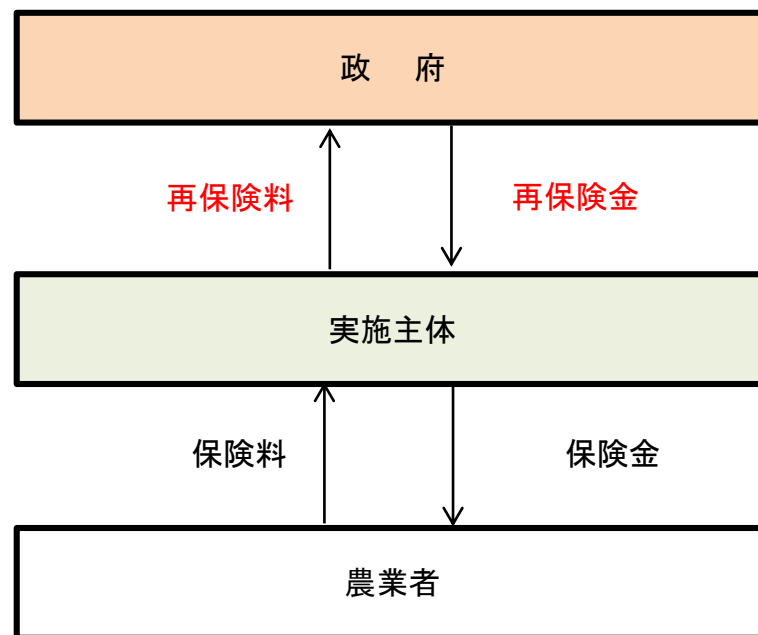 政　府
再保険料　再保険金
実施主体
保険料　保険金
農業者